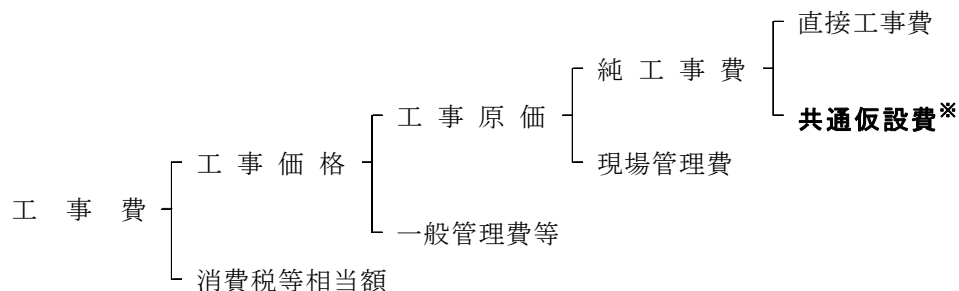 直接工事費
純 工 事 費
共通仮設費※
工 事 原 価
現場管理費
工 事 価 格
一般管理費等
工 事 費
消費税等相当額